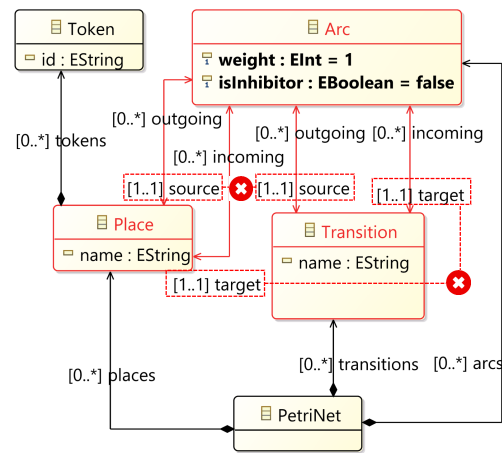 Token
id : EString
Arc
weight : EInt = 1
isInhibitor : EBoolean = false
[0..*] outgoing
[0..*] outgoing
[0..*] incoming
[0..*] tokens
[0..*] incoming
[1..1] source
[1..1] source
[1..1] target
Place
name : EString
Transition
name : EString
[1..1] target
[0..*] places
[0..*] transitions
[0..*] arcs
PetriNet